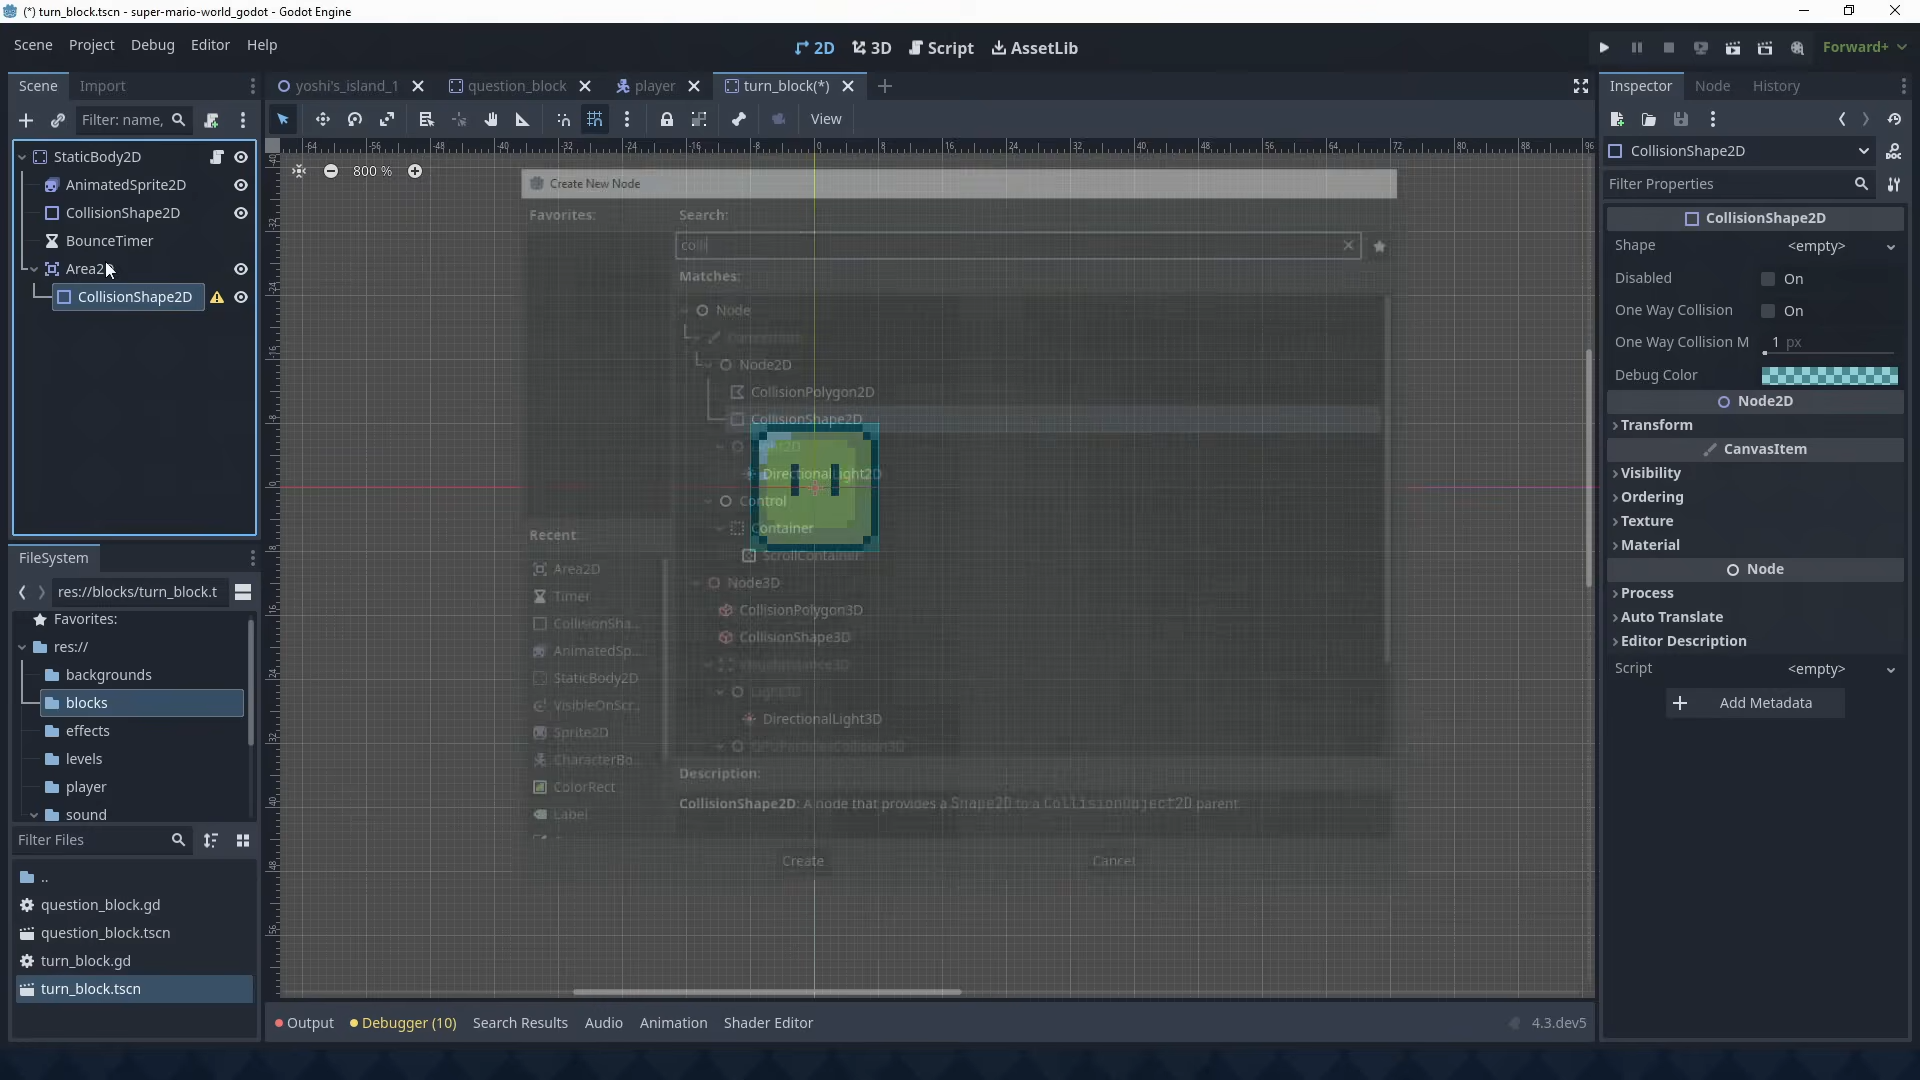 (*) turn_block.tscn - super-mario-world_godot - Godot Engine
Scene Project Debug Editor Help
2D 3D Script AssetLib
Forward+
Scene Import
yoshi's_island_1 question_block player turn_block(*)
Inspector Node History
Filter: name,
View
CollisionShape2D
Filter Properties
StaticBody2D
AnimatedSprite2D
CollisionShape2D
BounceTimer
CollisionShape2D
800 %
Create New Node
Favorites:
Search:
Matches:
Node
Node2D
CollisionPolygon2D
CollisionShape2D
DirectionalLight2D
Control
Container
ScrollContainer
Node3D
CollisionPolygon3D
CollisionShape3D
Light3D
DirectionalLight3D
Recent:
Area2D
Timer
CollisionSha...
AnimatedSp...
StaticBody2D
VisibleOnScr...
Sprite2D
CharacterBo...
ColorRect
Label
Description:
CollisionShape2D: A node that provides a Shape2D to a CollisionObject2D parent.
Create Cancel
CollisionShape2D
Shape <empty>
Disabled On
One Way Collision On
One Way Collision M 1 px
Debug Color
Node2D
Transform
CanvasItem
Visibility
Ordering
Texture
Material
Node
Process
Auto Translate
Editor Description
Script <empty>
Add Metadata
FileSystem
res://blocks/turn_block.t
Favorites:
res://
backgrounds
blocks
effects
levels
player
sound
Filter Files
..
question_block.gd
question_block.tscn
turn_block.gd
turn_block.tscn
Output Debugger (10) Search Results Audio Animation Shader Editor
4.3.dev5